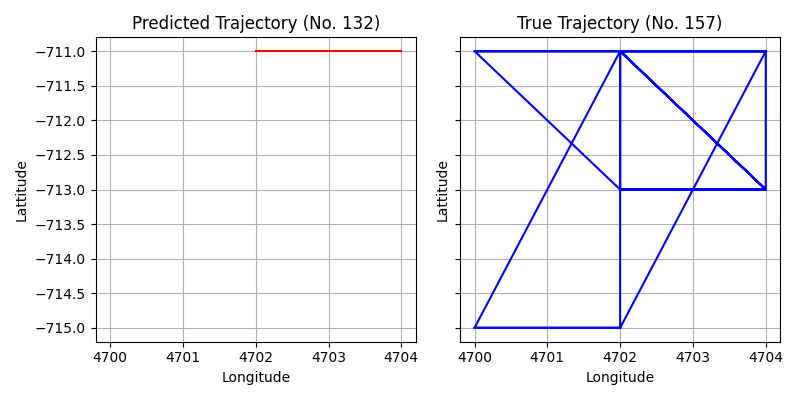 Predicted Trajectory (No. 132)
True Trajectory (No. 157)
−711.0
−711.5
−712.0
−712.5
−713.0
−713.5
−714.0
−714.5
−715.0
Lattitude
Lattitude
4700 4701 4702 4703 4704
4700 4701 4702 4703 4704
Longitude
Longitude